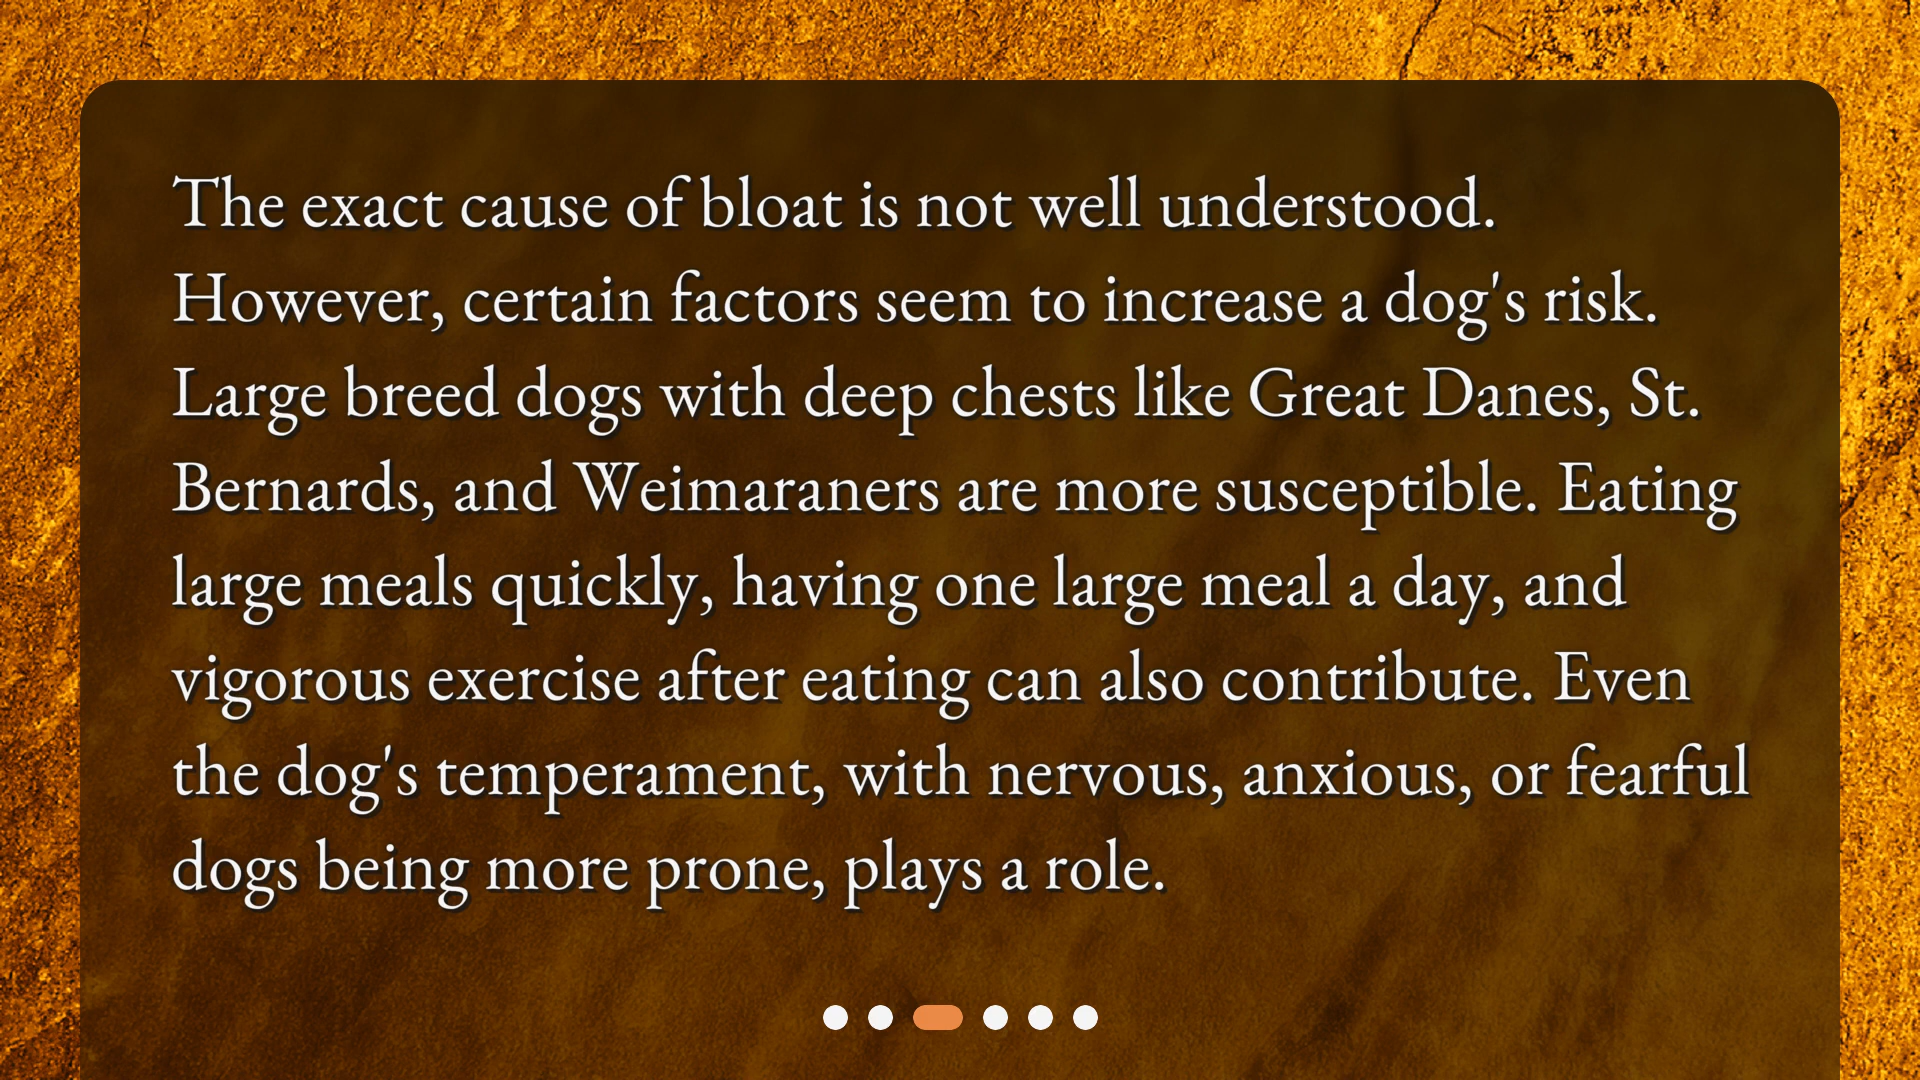 The exact cause of bloat is not well understood.
However, certain factors seem to increase a dog's risk.
Large breed dogs with deep chests like Great Danes, St.
Bernards, and Weimaraners are more susceptible. Eating
large meals quickly, having one large meal a day, and
vigorous exercise after eating can also contribute. Even
the dog's temperament, with nervous, anxious, or fearful
dogs being more prone, plays a role.